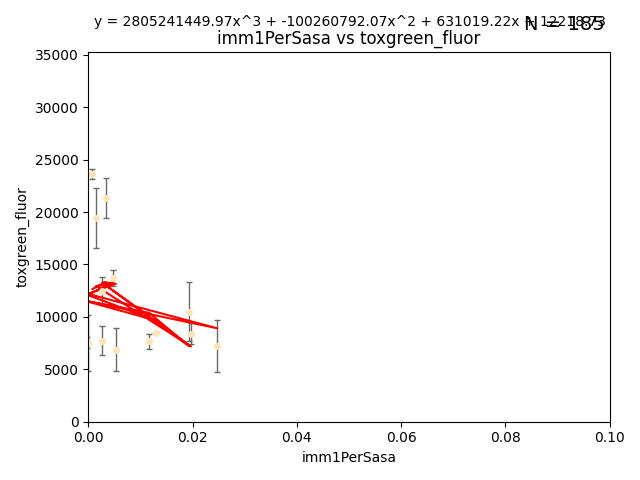 y = 2805241449.97x^3 + -100260792.07x^2 + 631019.22x + 12218.73
N = 185
imm1PerSasa vs toxgreen_fluor
35000
30000
25000
20000
15000
10000
5000
0
toxgreen_fluor
0.00 0.02 0.04 0.06 0.08 0.10
imm1PerSasa